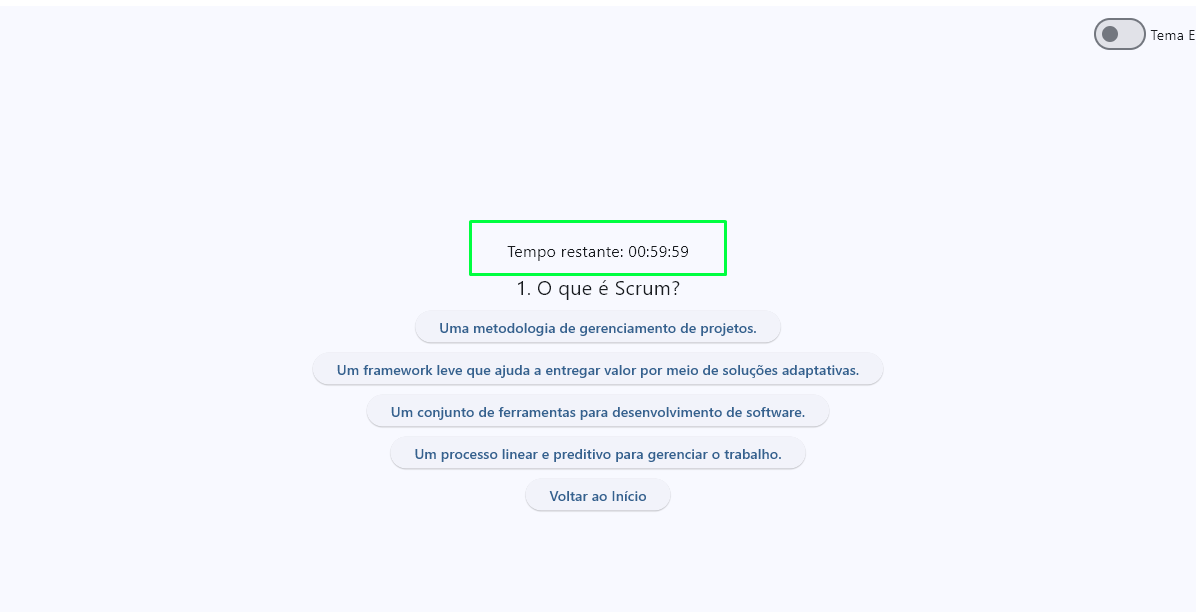 Tema E
Tempo restante: 00:59:59
1. O que é Scrum?
Uma metodologia de gerenciamento de projetos.
Um framework leve que ajuda a entregar valor por meio de soluções adaptativas.
Um conjunto de ferramentas para desenvolvimento de software.
Um processo linear e preditivo para gerenciar o trabalho.
Voltar ao Início